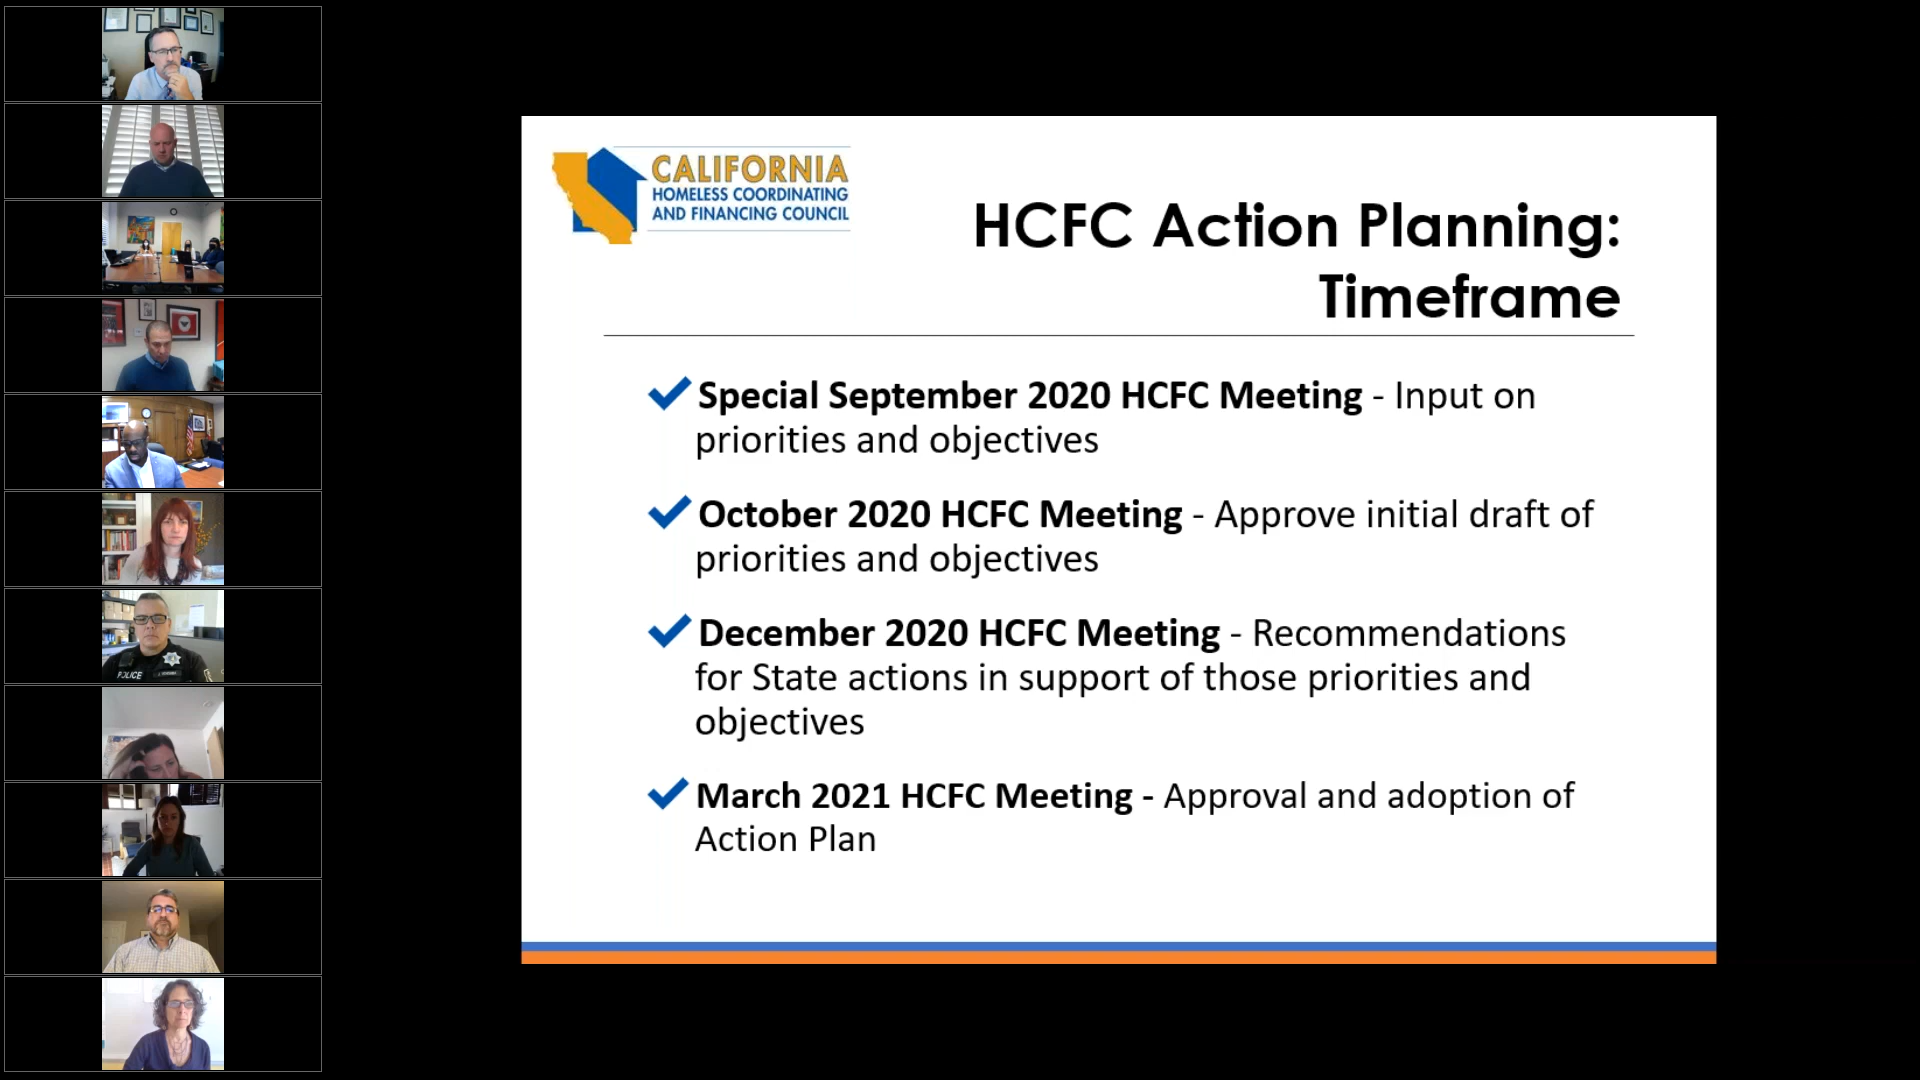 CALIFORNIA
HOMELESS COORDINATING
AND FINANCING COUNCIL
HCFC Action Planning:
Timeframe
Special September 2020 HCFC Meeting - Input on
priorities and objectives
October 2020 HCFC Meeting - Approve initial draft of
priorities and objectives
December 2020 HCFC Meeting - Recommendations
for State actions in support of those priorities and
objectives
March 2021 HCFC Meeting - Approval and adoption of
Action Plan
POLICE